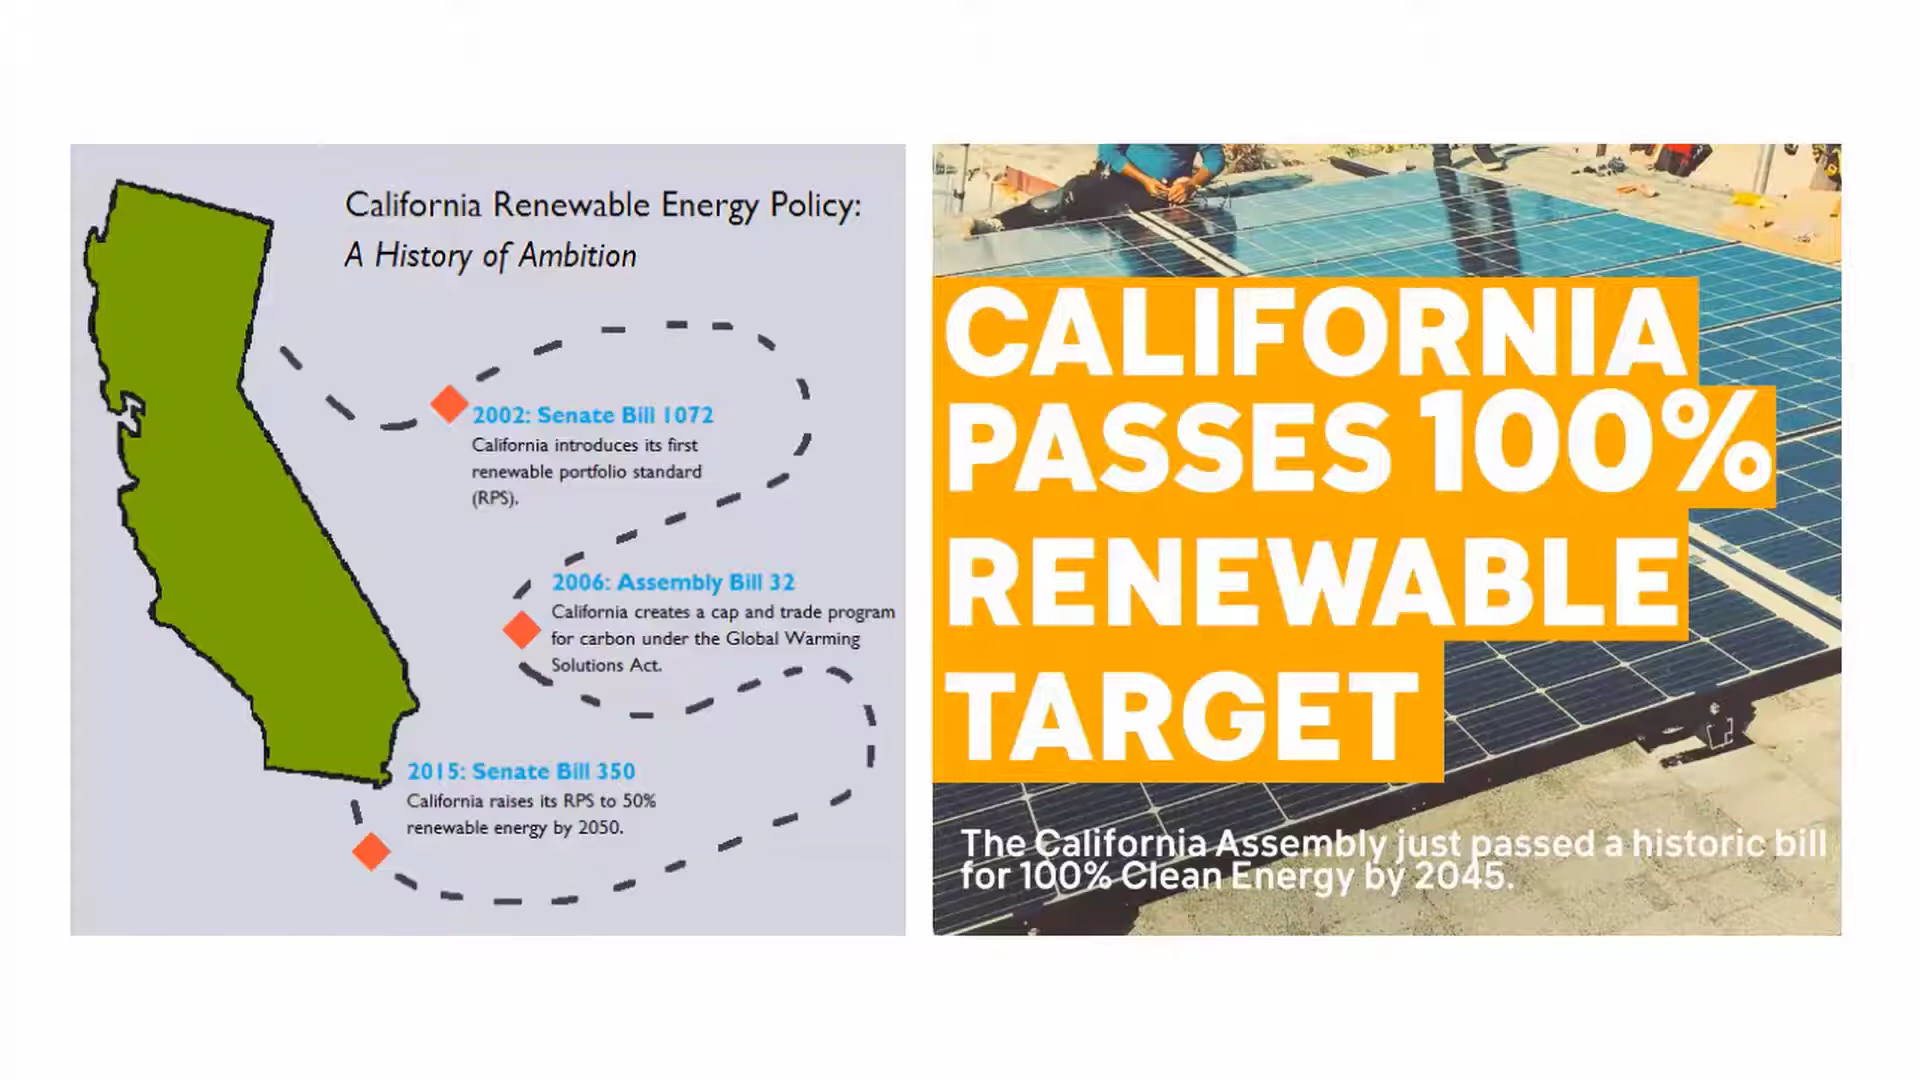 California Renewable Energy Policy:
A History of Ambition
2002: Senate Bill 1072
California introduces its first
renewable portfolio standard
(RPS).
2006: Assembly Bill 32
California creates a cap and trade program
for carbon under the Global Warming
Solutions Act.
2015: Senate Bill 350
California raises its RPS to 50%
renewable energy by 2050.
CALIFORNIA
PASSES 100%
RENEWABLE
TARGET
The California Assembly just passed a historic bill
for 100% Clean Energy by 2045.